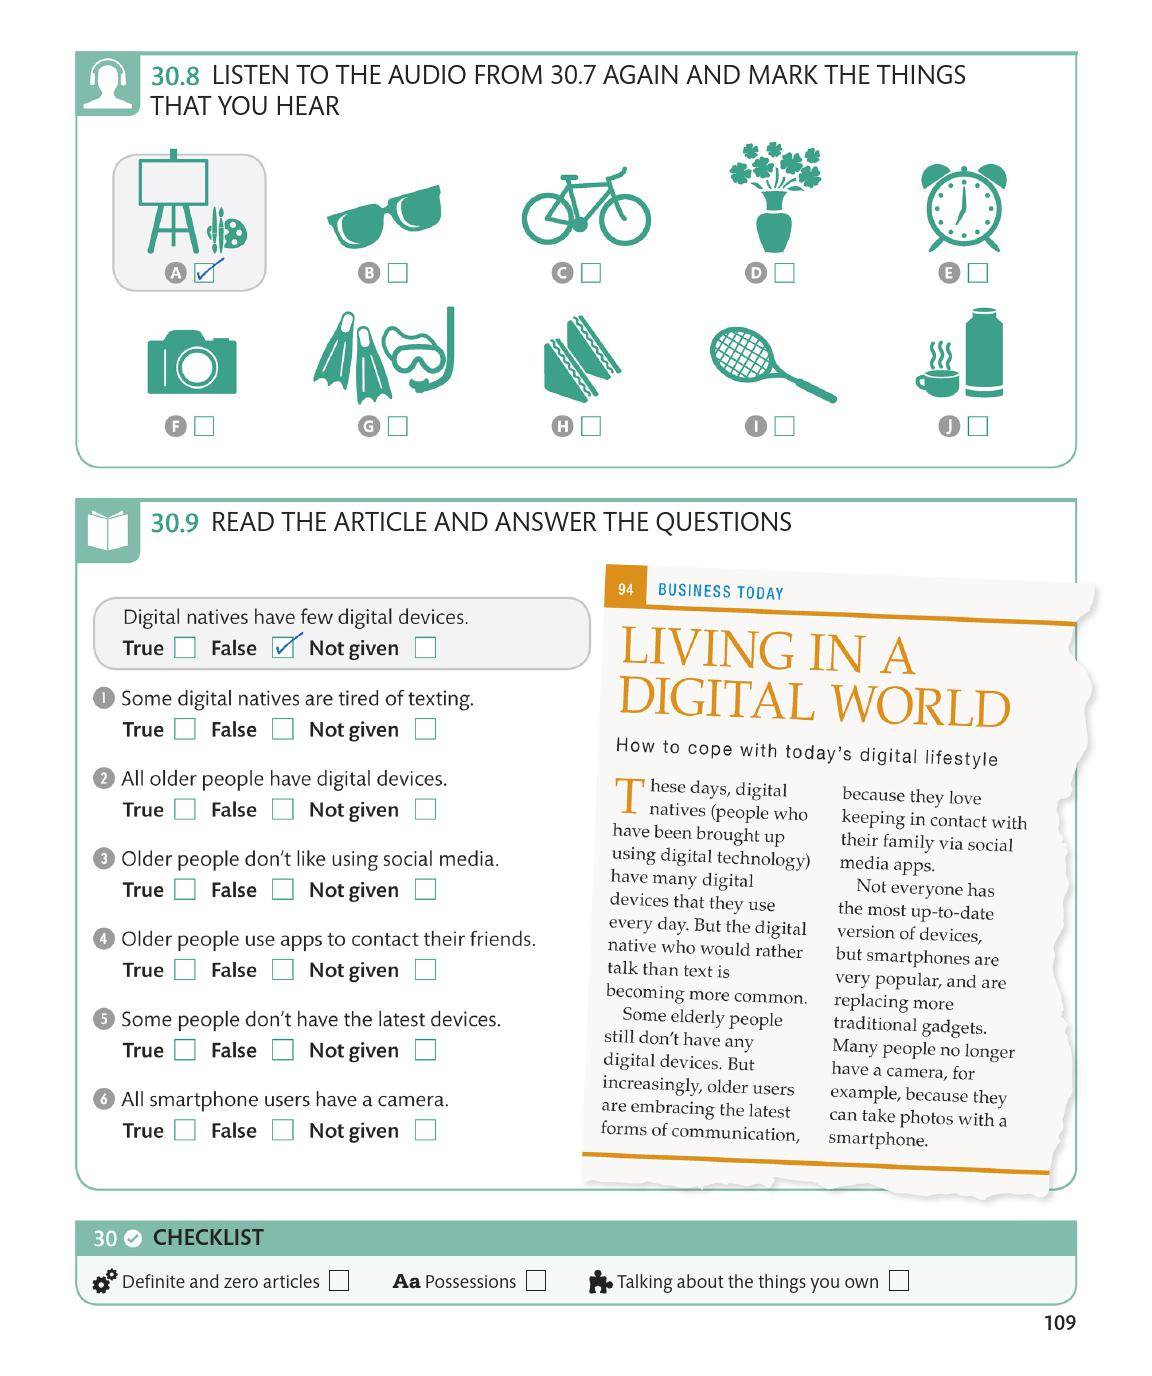 30.8 LISTEN TO THE AUDIO FROM 30.7 AGAIN AND MARK THE THINGS
THAT YOU HEAR
A
B
C
D
E
F
G
H
I
J
30.9 READ THE ARTICLE AND ANSWER THE QUESTIONS
Digital natives have few digital devices.
True False Not given
1 Some digital natives are tired of texting.
True False Not given
2 All older people have digital devices.
True False Not given
3 Older people don't like using social media.
True False Not given
4 Older people use apps to contact their friends.
True False Not given
5 Some people don't have the latest devices.
True False Not given
6 All smartphone users have a camera.
True False Not given
94 BUSINESS TODAY
LIVING IN A
DIGITAL WORLD
How to cope with today's digital lifestyle
These days, digital
natives (people who
have been brought up
using digital technology)
have many digital
devices that they use
every day. But the digital
native who would rather
talk than text is
becoming more common.
Some elderly people
still don't have any
digital devices. But
increasingly, older users
are embracing the latest
forms of communication,
because they love
keeping in contact with
their family via social
media apps.
Not everyone has
the most up-to-date
version of devices,
but smartphones are
very popular, and are
replacing more
traditional gadgets.
Many people no longer
have a camera, for
example, because they
can take photos with a
smartphone.
30 CHECKLIST
Definite and zero articles Aa Possessions Talking about the things you own
109